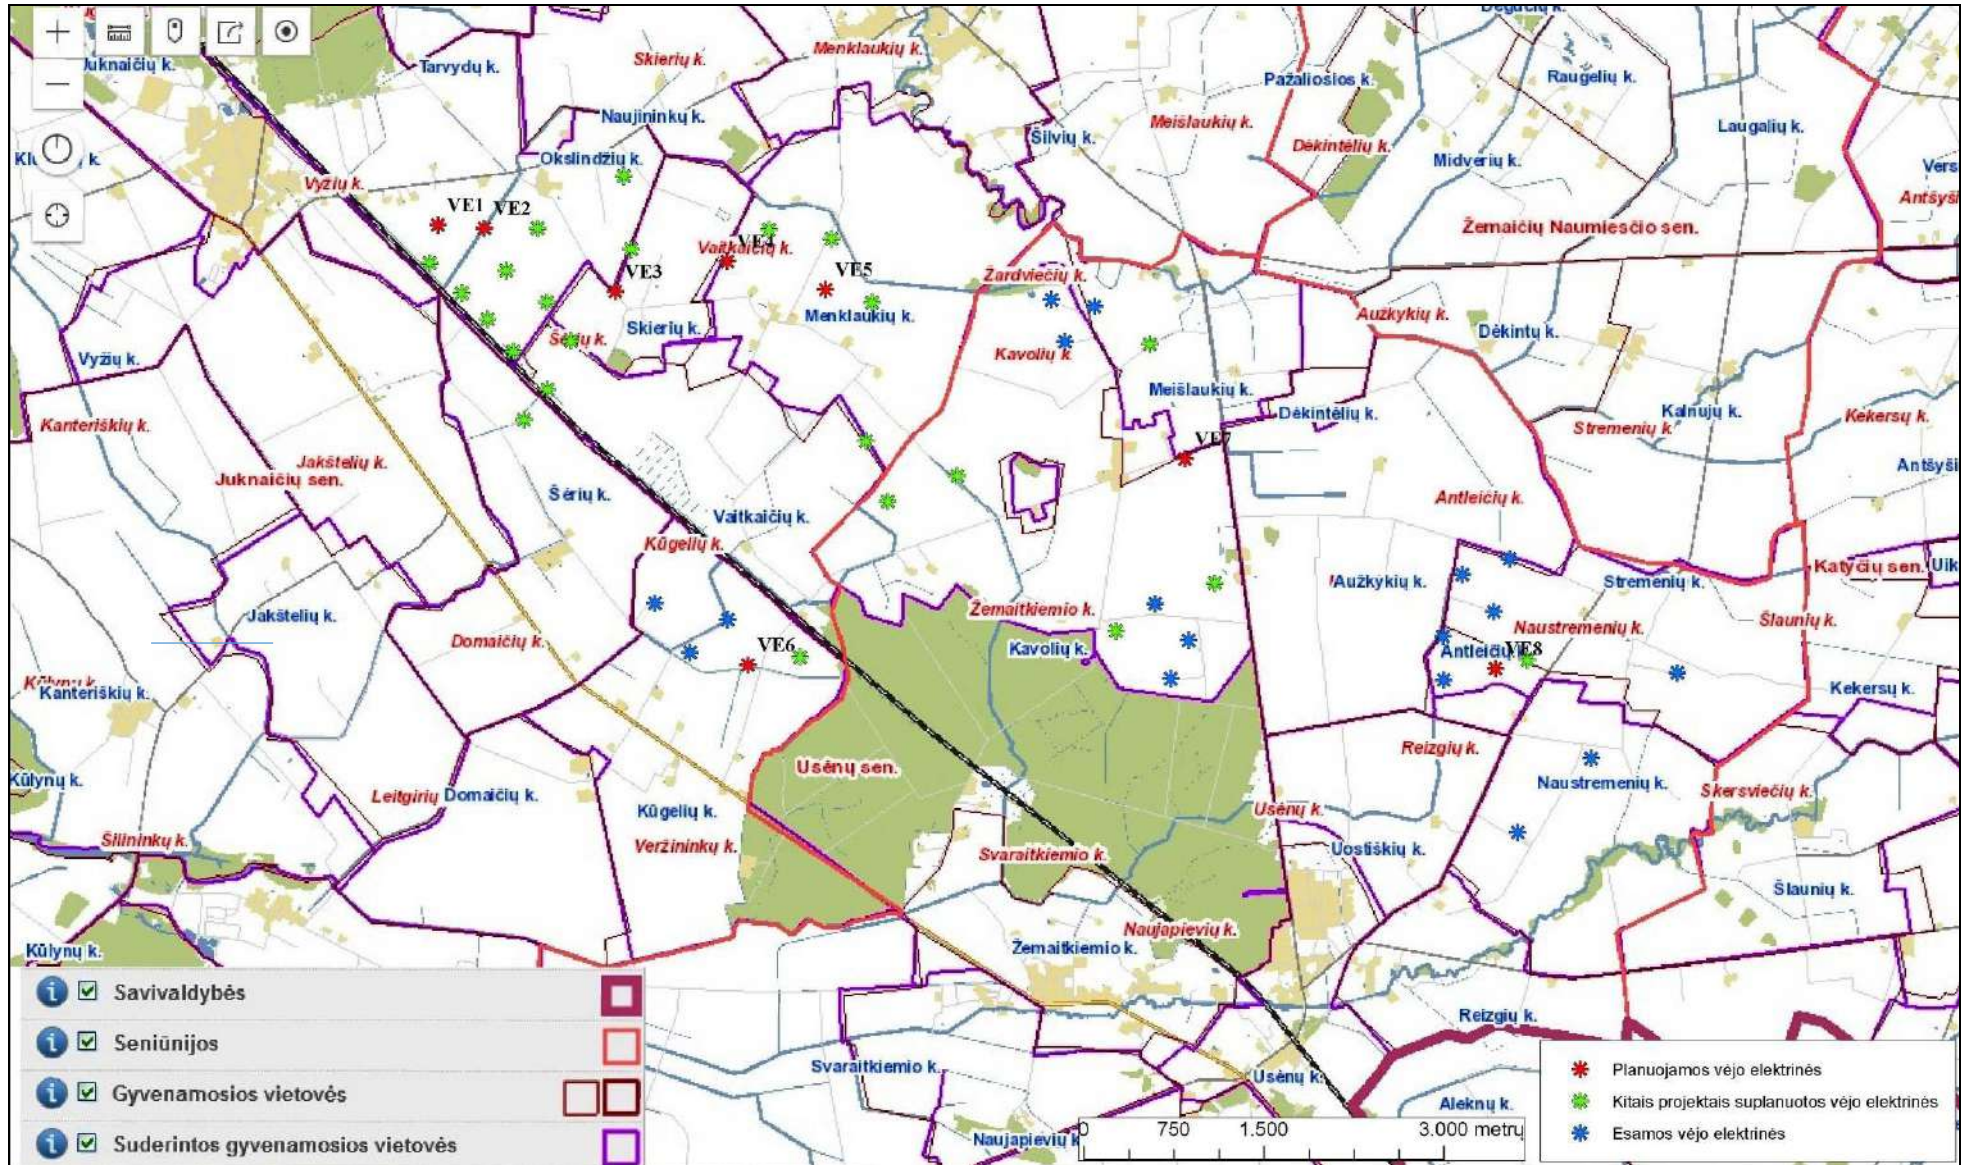 Degučių k.
Juknaičių k.
Tarvydų k.
Skierių k.
Menklaukių k.
Pažaliosios k.
Raugelių k.
Naujininkų k.
Meišlaukių k.
Laugalių k.
Šilvių k.
Dėkintėlių k.
Midverių k.
Okslindžių k.
Vers
Vyžių k.
Antšyši
VE1
VE2
Žemaičių Naumiesčio sen.
VE4
Vaitkaičių k.
VE3
VE5
Žardviečių k.
Menklaukių k.
Aužkykių k.
Skierių k.
Dėkintų k.
Vyžių k.
Kavolių k.
Meišlaukių k.
Dėkintėlių k.
Kalnujų k.
Kekersų k.
Kanteriškių k.
Stremenių k.
VE7
Jakštelių k.
Juknaičių sen.
Antšyši
Šėrių k.
Antleičių k.
Vaitkaičių k.
Kūgelių k.
Aužkykių k.
Stremenių k.
Katyčių sen.
Uik
Žemaitkiemio k.
Jakštelių k.
Šlaunių k.
Naustremenių k.
Domaičių k.
VE6
Kavolių k.
VE8
Kanteriškių k.
Kekersų k.
Reizgių k.
Usėnų sen.
Kūlynų k.
Naustremenių k.
Leitgirių
Domaičių k.
Skersviečių k.
Kūgelių k.
Usėnų k.
Šilininkų k.
Veržininkų k.
Svaraitkiemio k.
Uostiškių k.
Šlaunių k.
Naujapievių k.
Kūlynų k.
Žemaitkiemio k.
Reizgių k.
Svaraitkiemio k.
Usėnų k.
Aleknų k.
Naujapievių k
Savivaldybės
Seniūnijos
Gyvenamosios vietovės
Suderintos gyvenamosios vietovės
0 750 1.500 3.000 metrų
Planuojamos vėjo elektrinės
Kitais projektais suplanuotos vėjo elektrinės
Esamos vėjo elektrinės